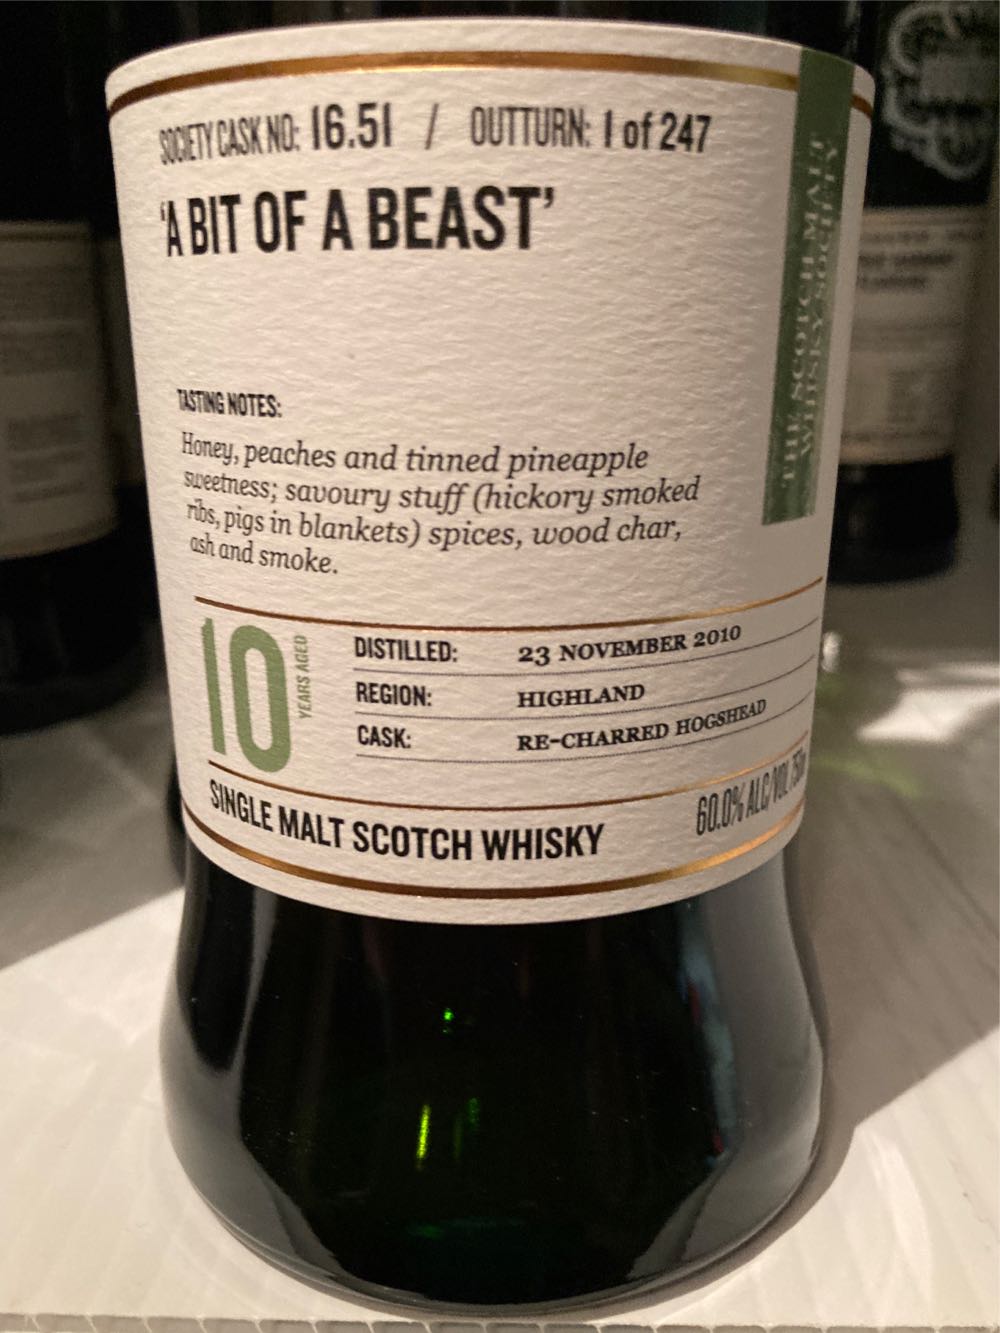 SOCIETY CASK NO: 16.51 / OUTTURN: 1 of 247
'A BIT OF A BEAST'
THE SCOTCH MALT
WHISKY SOCIETY
TASTING NOTES:
Honey, peaches and tinned pineapple
sweetness; savoury stuff (hickory smoked
ribs, pigs in blankets) spices, wood char,
ash and smoke.
10 YEARS AGED
DISTILLED: 23 NOVEMBER 2010
REGION: HIGHLAND
CASK: RE-CHARRED HOGSHEAD
SINGLE MALT SCOTCH WHISKY
60.0% ALC/VOL